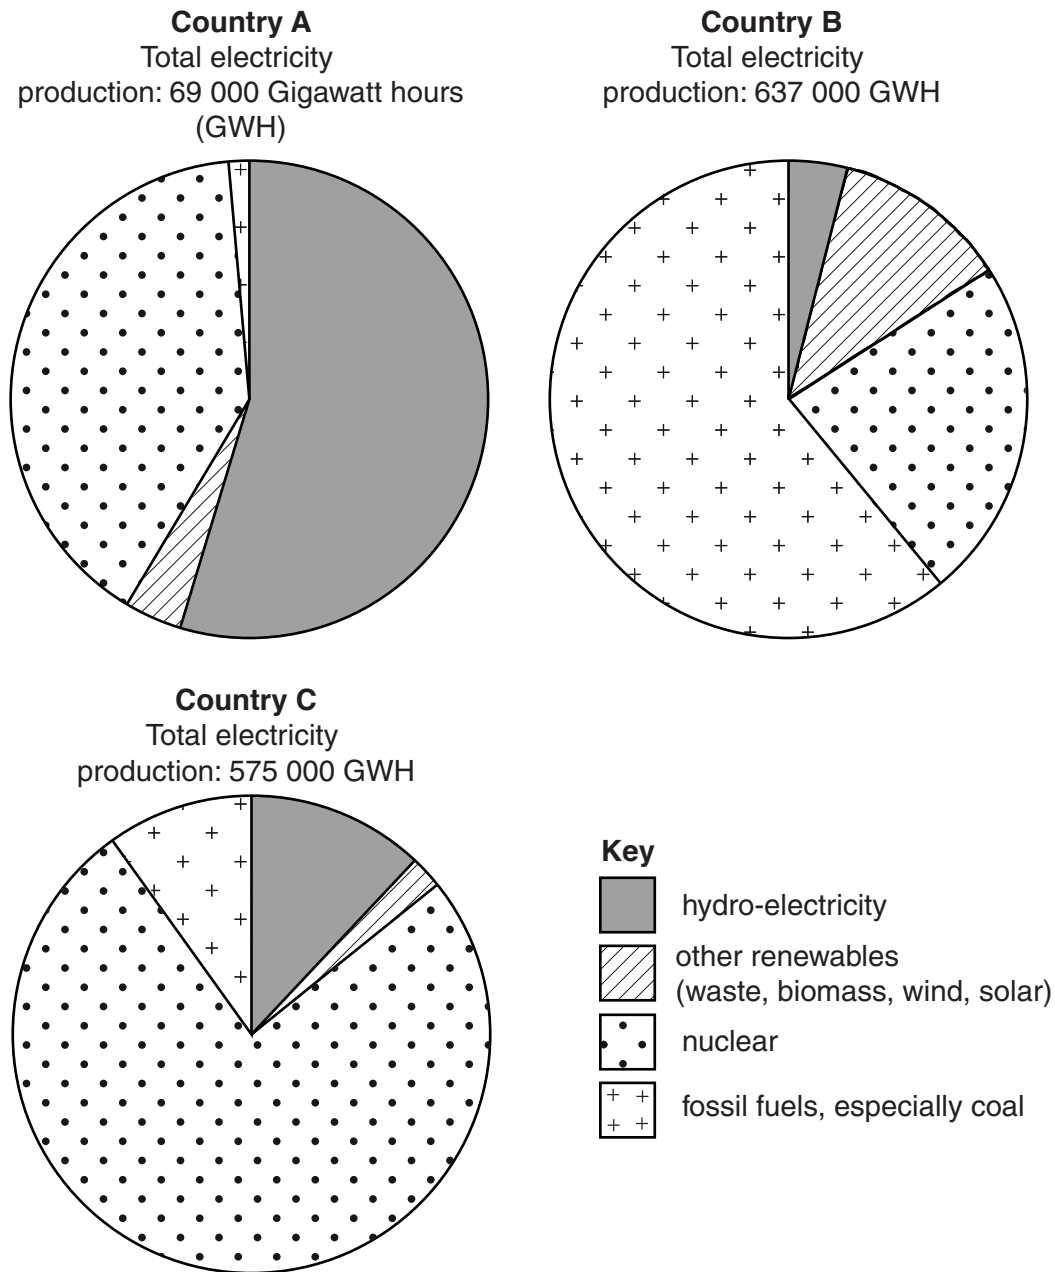 Country A
Total electricity
production: 69 000 Gigawatt hours
(GWH)
Country B
Total electricity
production: 637 000 GWH
Country C
Total electricity
production: 575 000 GWH
Key
hydro-electricity
other renewables
(waste, biomass, wind, solar)
nuclear
fossil fuels, especially coal